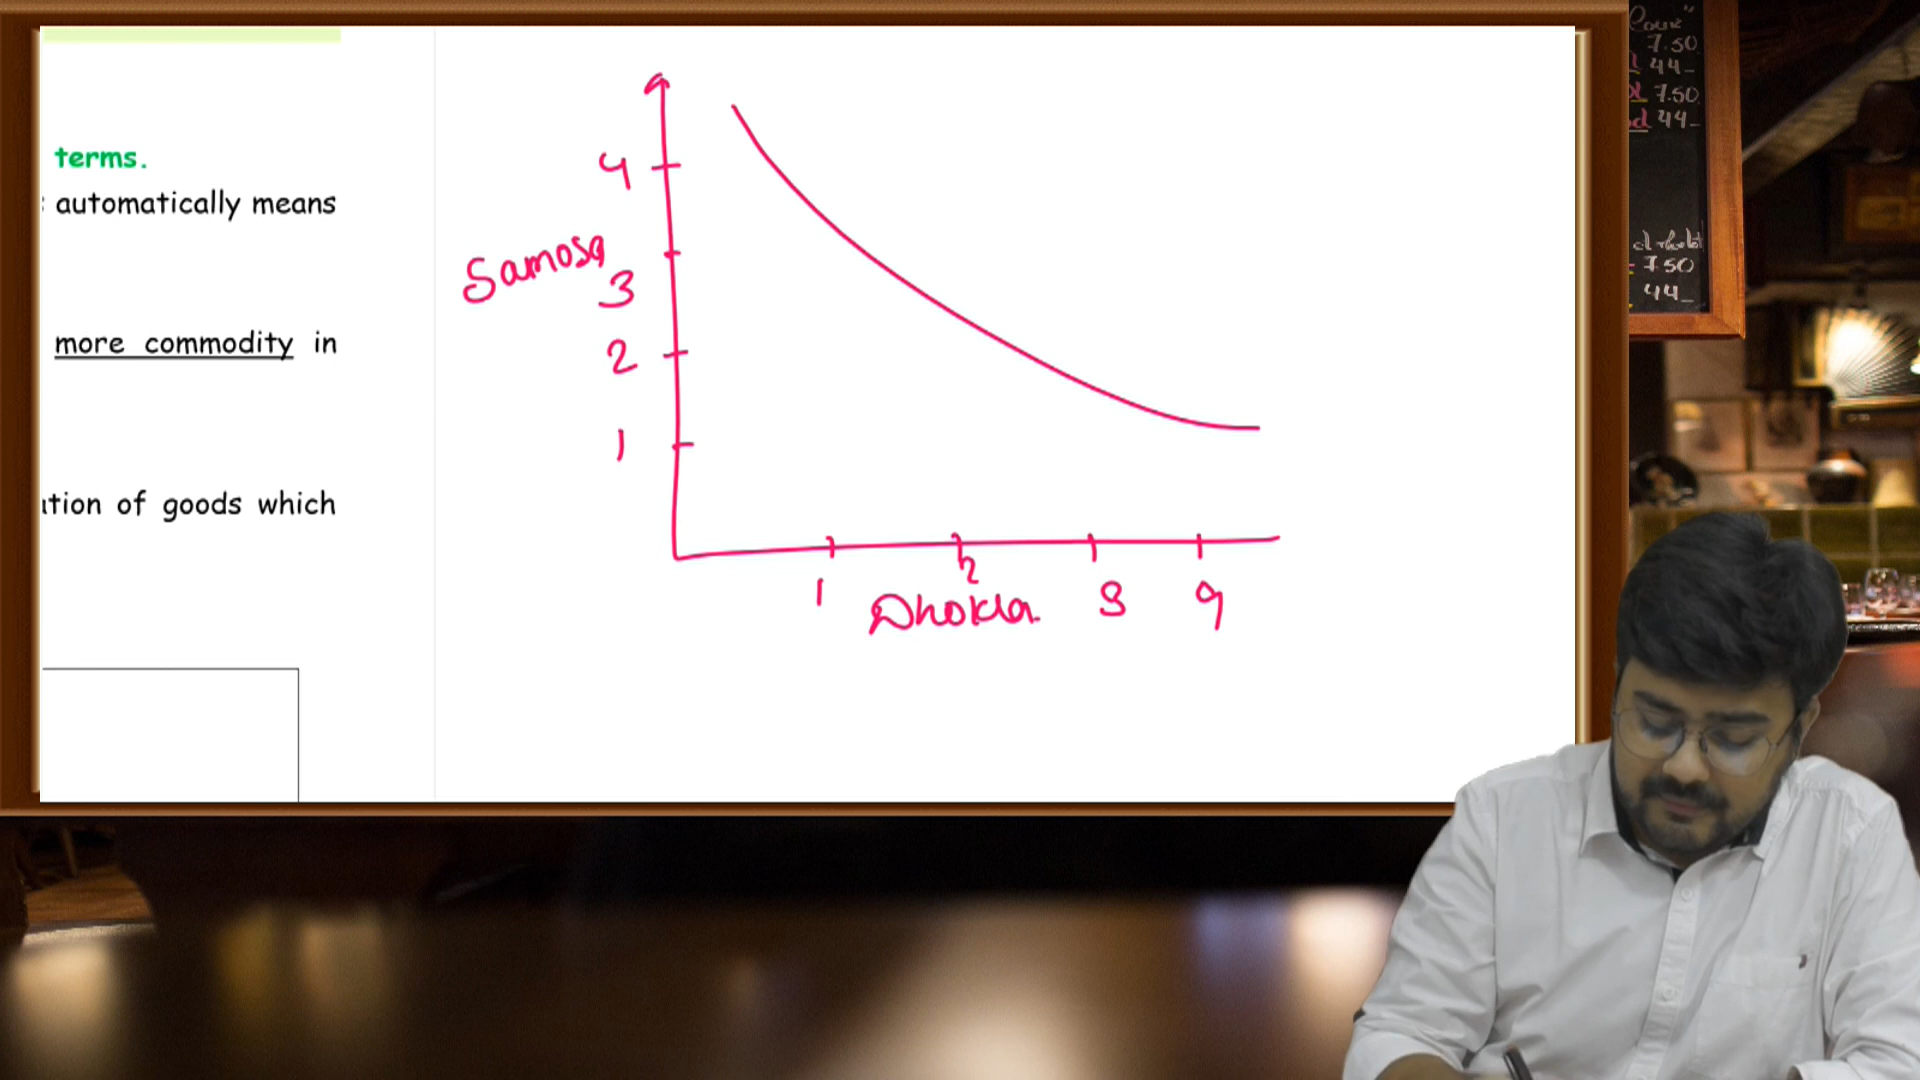 terms.
: automatically means
more commodity in
tion of goods which
4
Samosa
3
2
1
1
2
Dhokla
3
4
7.50
44-
7.50
44-
7.50
44-